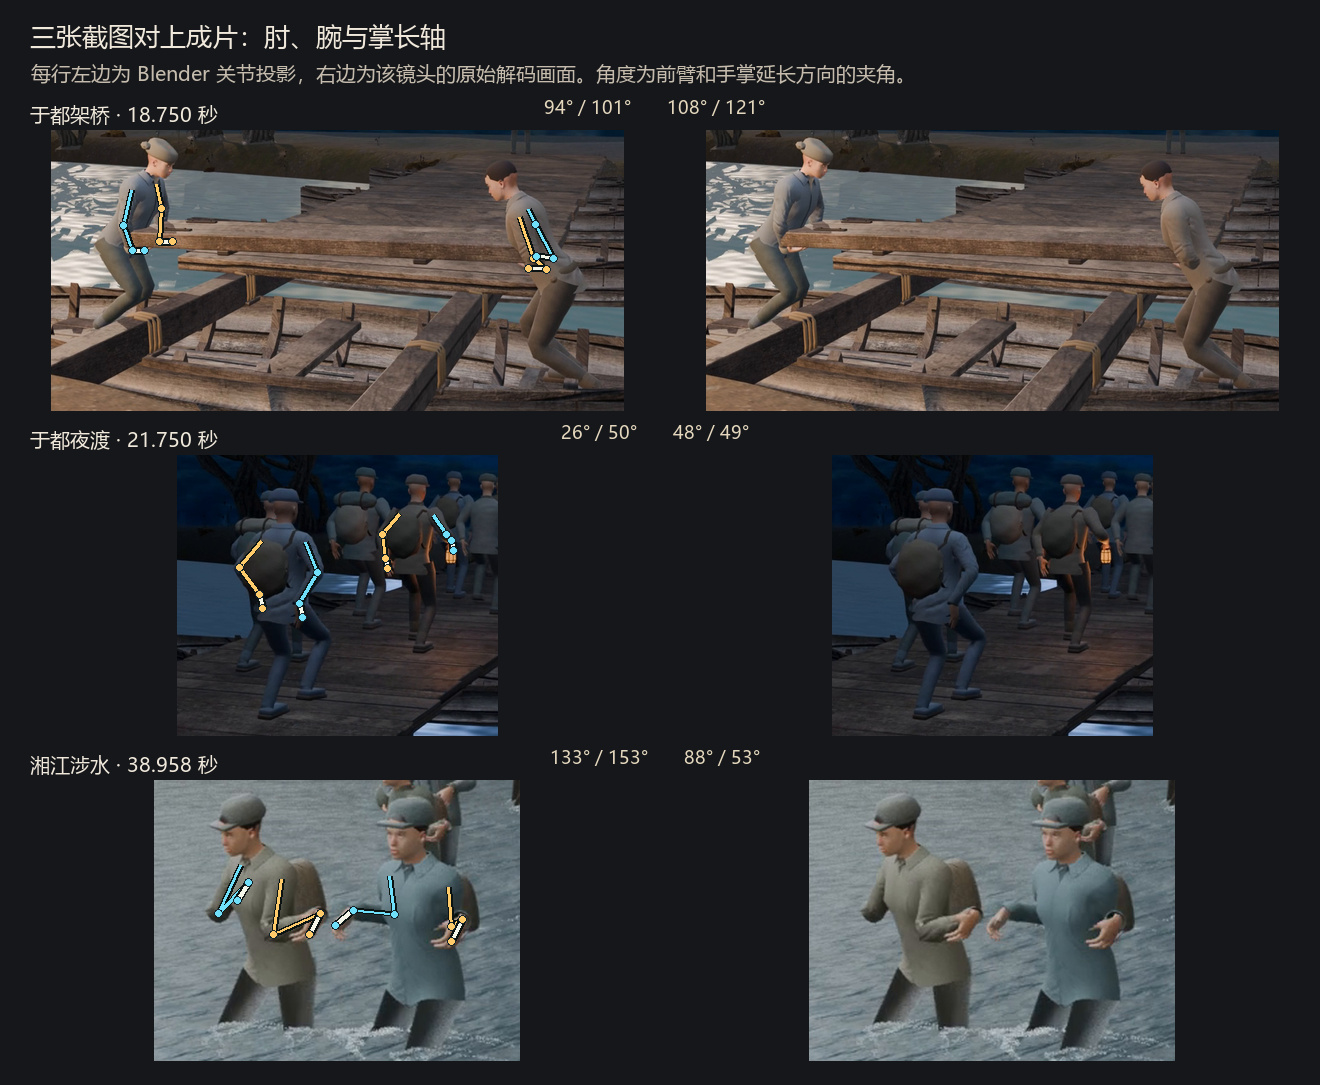 三张截图对上成片：肘、腕与掌长轴
每行左边为 Blender 关节投影，右边为该镜头的原始解码画面。角度为前臂和手掌延长方向的夹角。
于都架桥 · 18.750 秒
94° / 101° 108° / 121°
于都夜渡 · 21.750 秒
26° / 50° 48° / 49°
湘江涉水 · 38.958 秒
133° / 153° 88° / 53°